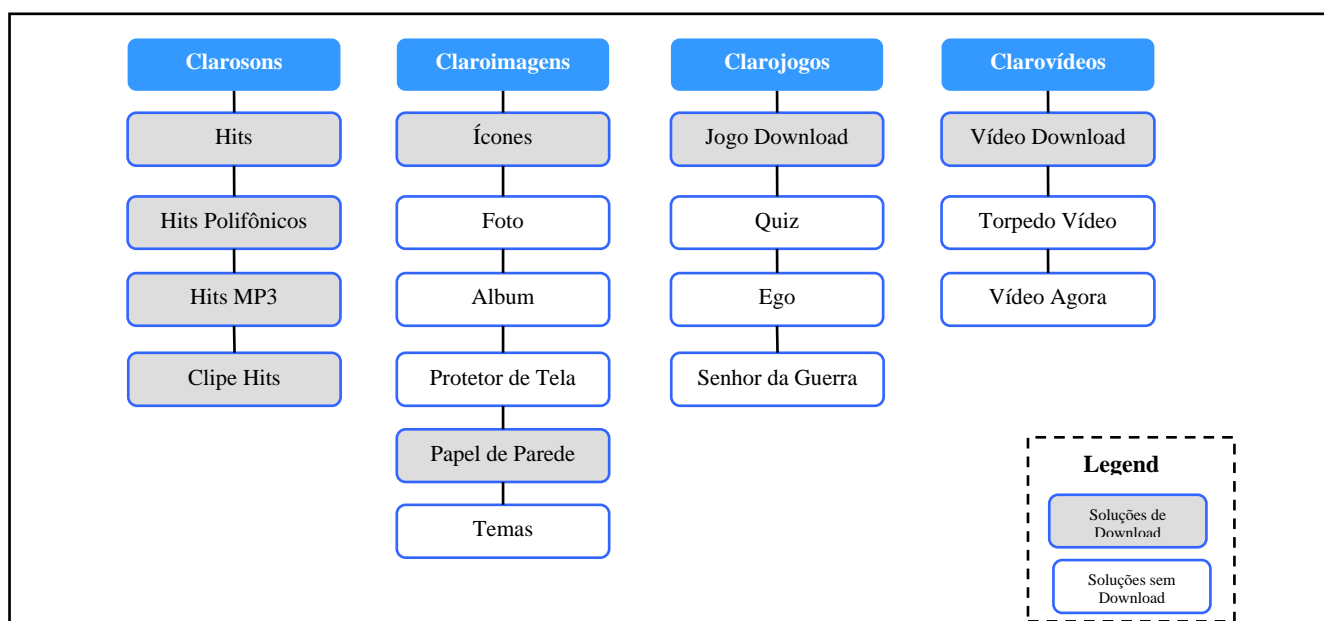 Clarosons
Hits
Hits Polifônicos
Hits MP3
Clipe Hits
Claroimagens
Ícones
Foto
Album
Protetor de Tela
Papel de Parede
Temas
Clarojogos
Jogo Download
Quiz
Ego
Senhor da Guerra
Clarovídeos
Vídeo Download
Torpedo Vídeo
Vídeo Agora
Legend
Soluções de
Download
Soluções sem
Download